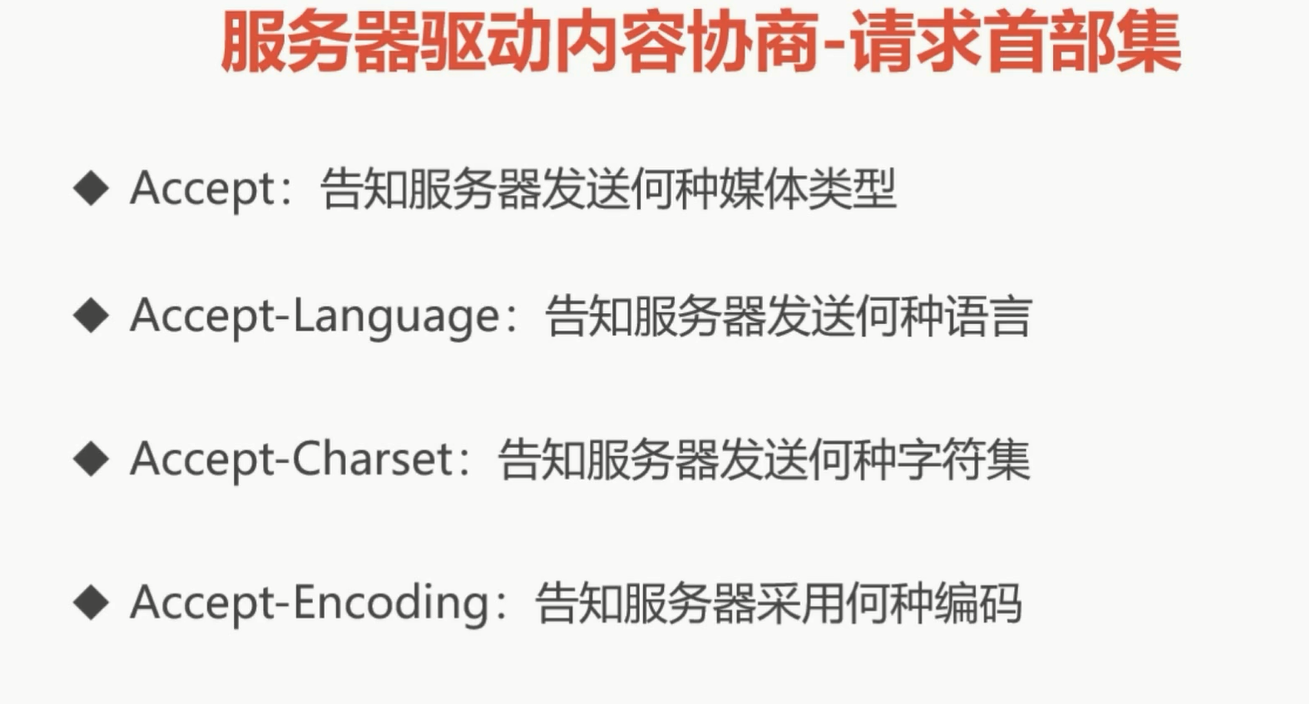 服务器驱动内容协商-请求首部集
◆ Accept：告知服务器发送何种媒体类型
◆ Accept-Language：告知服务器发送何种语言
◆ Accept-Charset：告知服务器发送何种字符集
◆ Accept-Encoding：告知服务器采用何种编码